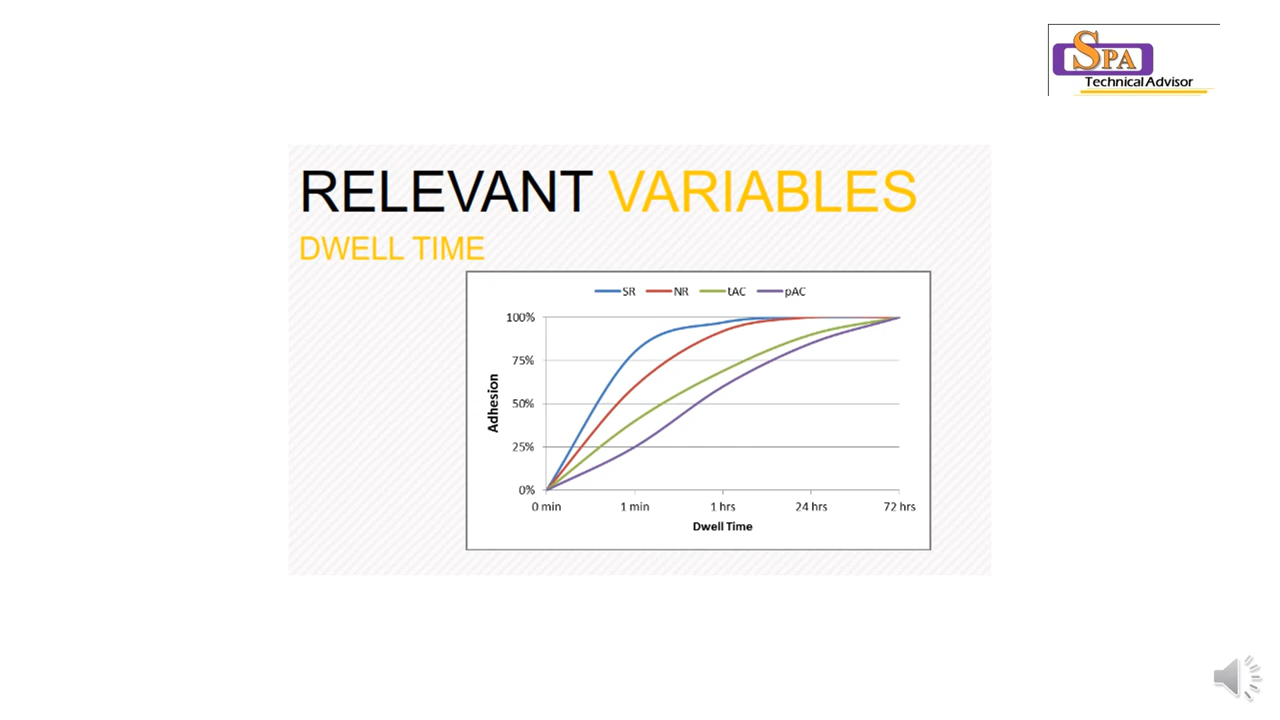 SPA
Technical Advisor
RELEVANT VARIABLES
DWELL TIME
SR NR tAC pAC
100%
75%
50%
25%
0%
Adhesion
0 min 1 min 1 hrs 24 hrs 72 hrs
Dwell Time